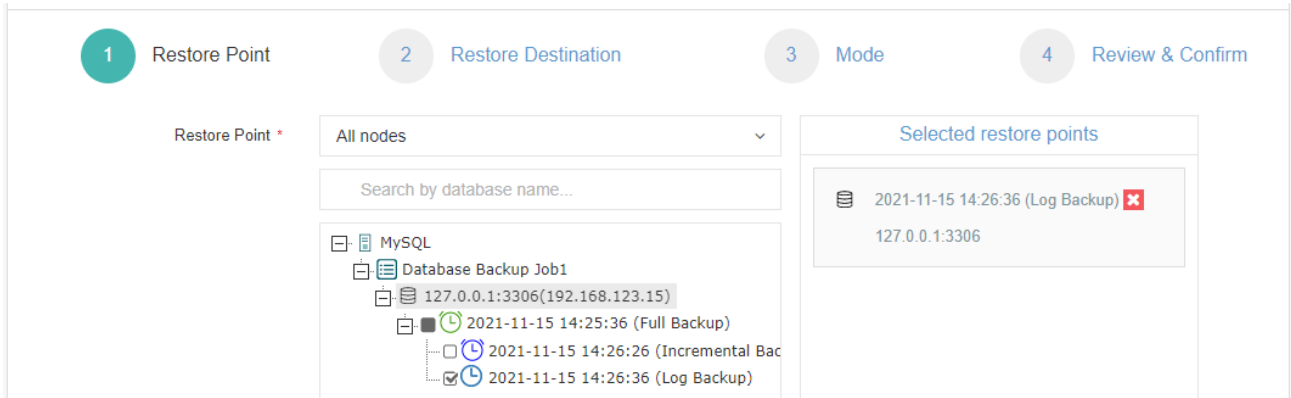 1 Restore Point 2 Restore Destination 3 Mode 4 Review & Confirm
Restore Point *
All nodes
Search by database name...
MySQL
Database Backup Job1
127.0.0.1:3306(192.168.123.15)
2021-11-15 14:25:36 (Full Backup)
2021-11-15 14:26:26 (Incremental Bac
2021-11-15 14:26:36 (Log Backup)
Selected restore points
2021-11-15 14:26:36 (Log Backup)
127.0.0.1:3306